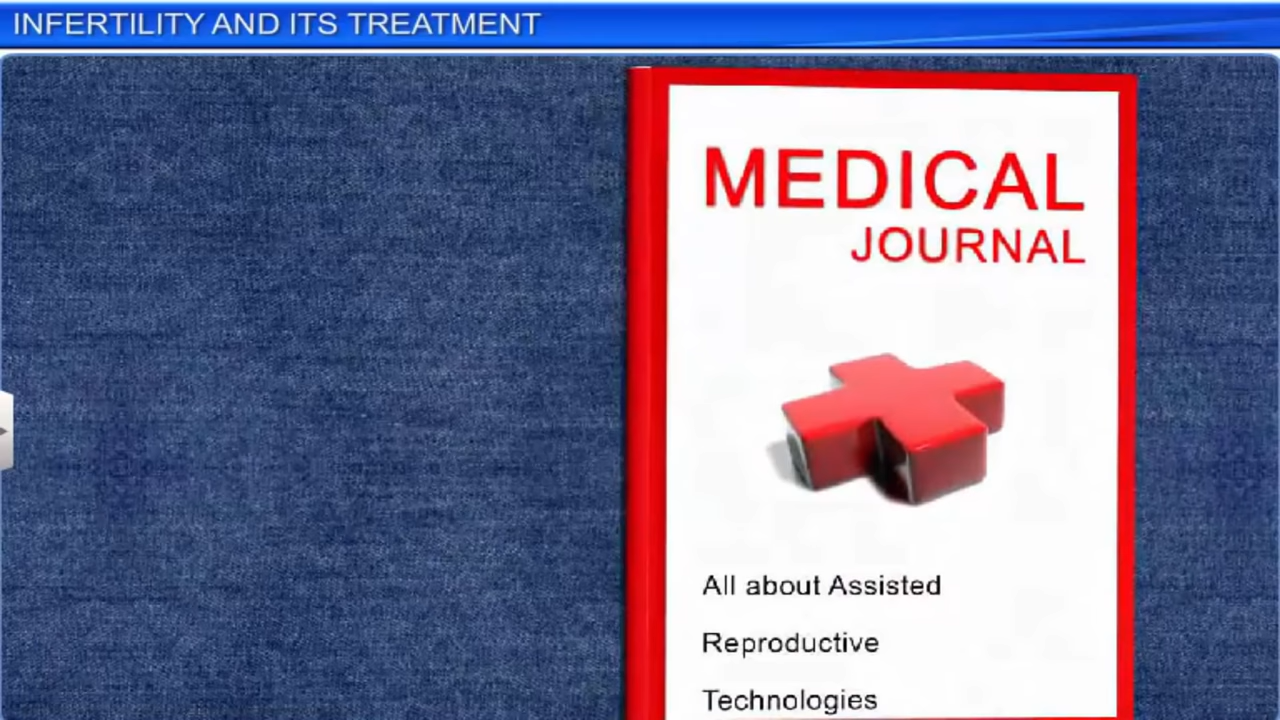 INFERTILITY AND ITS TREATMENT
MEDICAL
JOURNAL
All about Assisted
Reproductive
Technologies